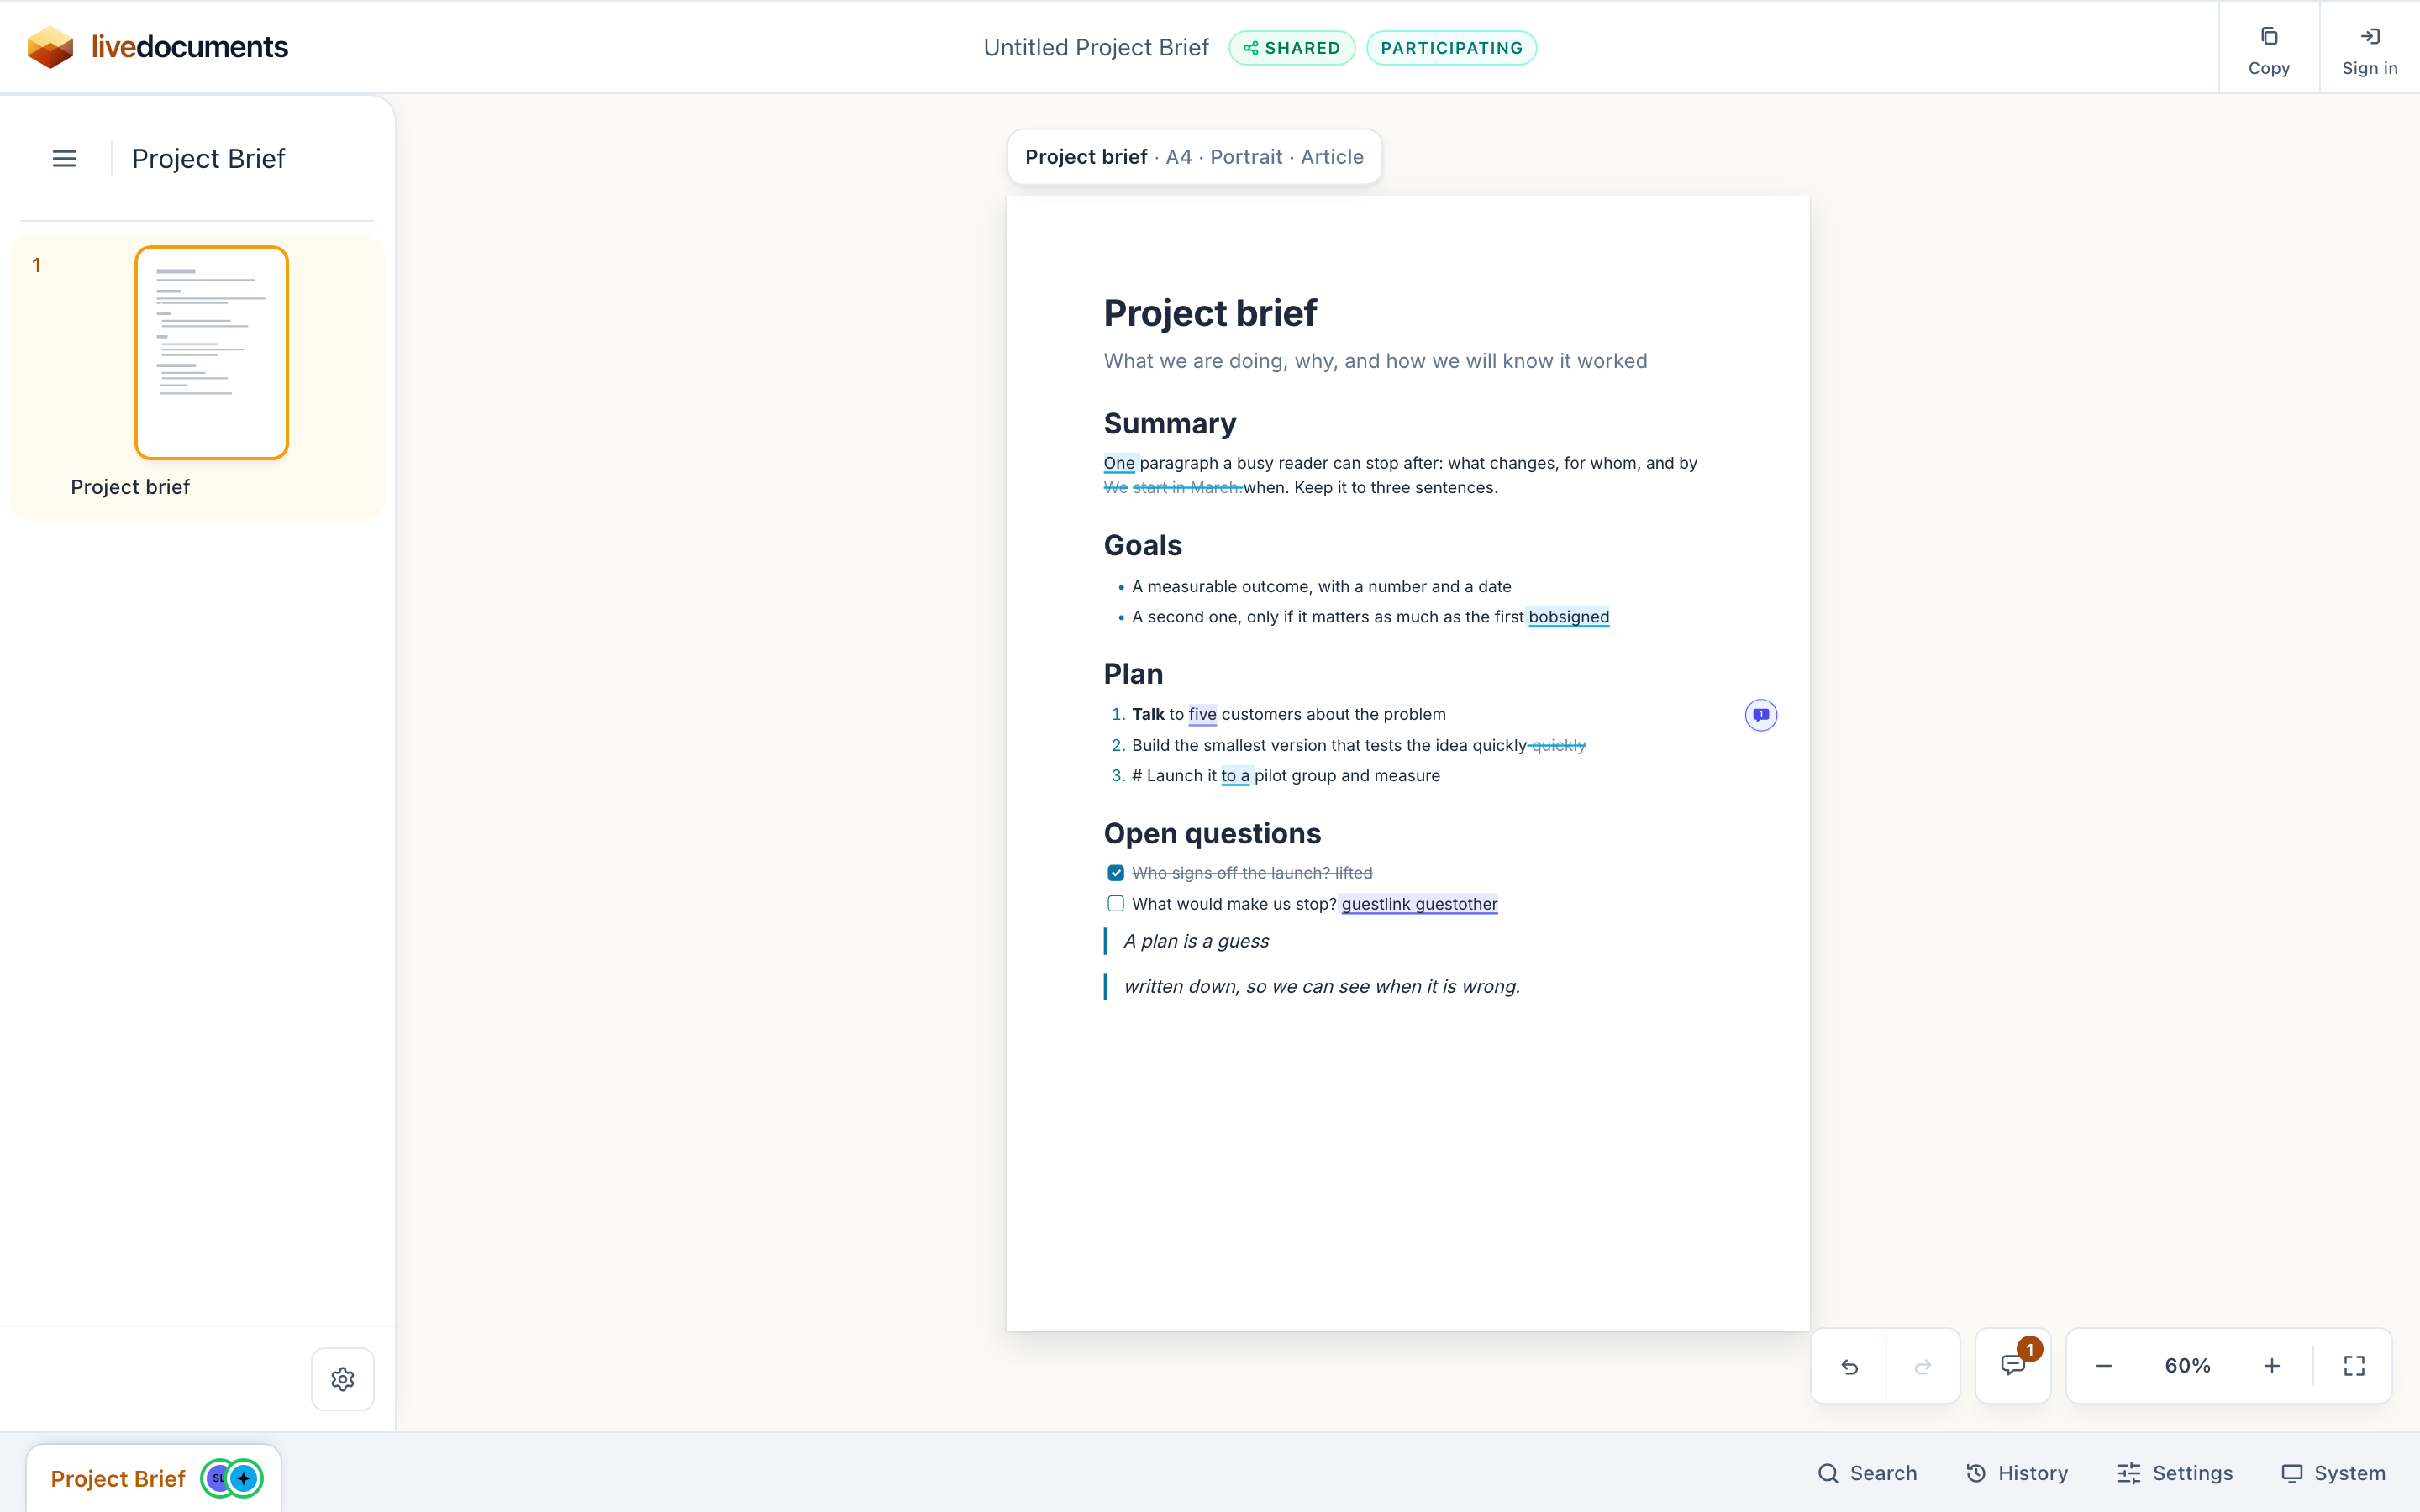 livedocuments
Untitled Project Brief
SHARED
PARTICIPATING
Copy
Sign in
Project Brief
1
Project brief
Project brief · A4 · Portrait · Article
Project brief
What we are doing, why, and how we will know it worked
Summary
One paragraph a busy reader can stop after: what changes, for whom, and by
We start in March.when. Keep it to three sentences.
Goals
• A measurable outcome, with a number and a date
• A second one, only if it matters as much as the first bobsigned
Plan
1. Talk to five customers about the problem
1
2. Build the smallest version that tests the idea quickly quickly
3. # Launch it to a pilot group and measure
Open questions
Who signs off the launch? lifted
What would make us stop? guestlink guestother
A plan is a guess
written down, so we can see when it is wrong.
1
60%
Project Brief
Search
History
Settings
System